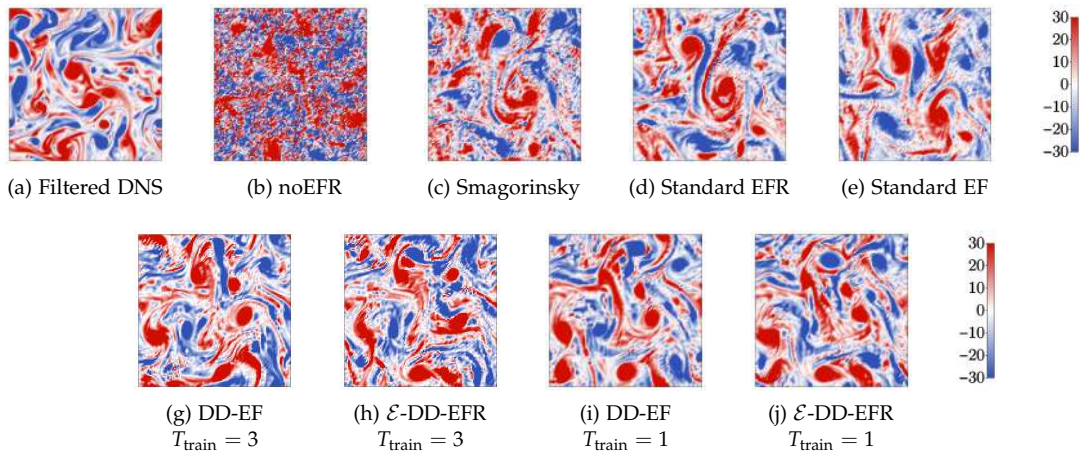 30
20
10
0
−10
−20
−30
(a) Filtered DNS
(b) noEFR
(c) Smagorinsky
(d) Standard EFR
(e) Standard EF
30
20
10
0
−10
−20
−30
(g) DD-EF
T_train = 3
(h) ℰ-DD-EFR
T_train = 3
(i) DD-EF
T_train = 1
(j) ℰ-DD-EFR
T_train = 1